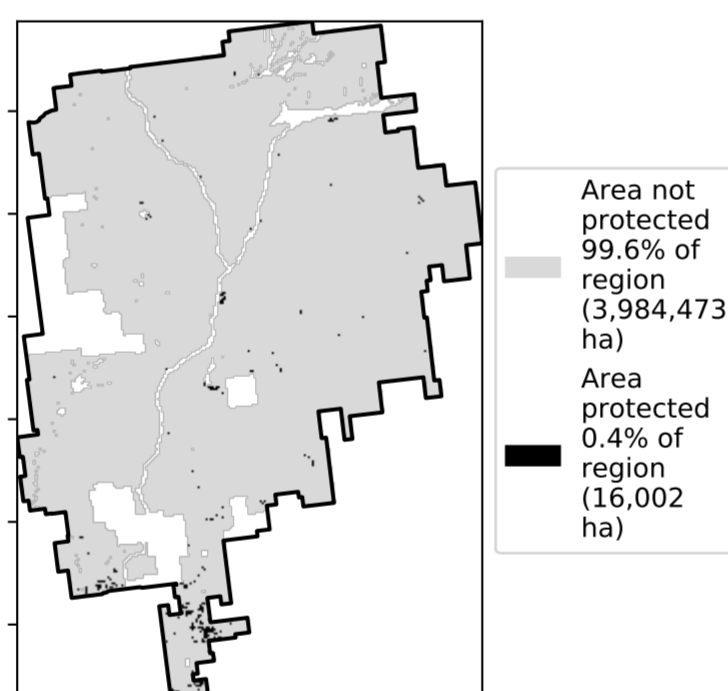 Area not
protected
99.6% of
region
(3,984,473
ha)
Area
protected
0.4% of
region
(16,002
ha)